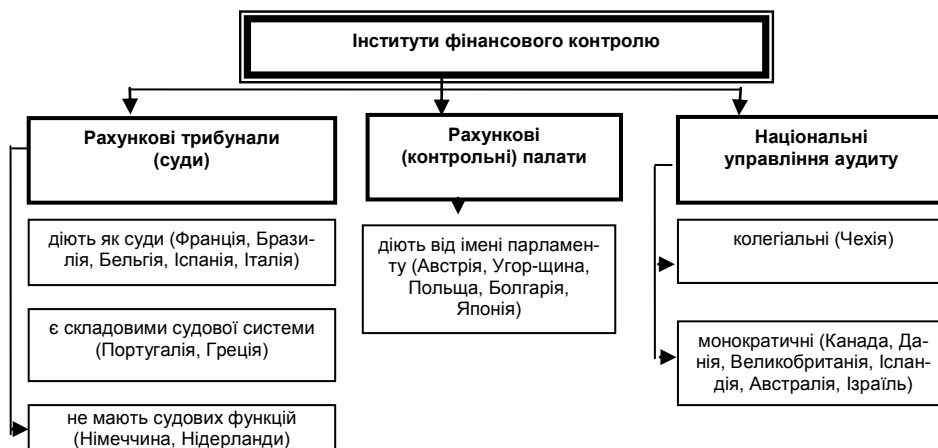 Інститути фінансового контролю
Рахункові трибунали
(суди)
Рахункові
(контрольні) палати
Національні
управління аудиту
діють як суди (Франція, Брази-
лія, Бельгія, Іспанія, Італія)
є складовими судової системи
(Португалія, Греція)
не мають судових функцій
(Німеччина, Нідерланди)
діють від імені парламен-
ту (Австрія, Угор-щина,
Польща, Болгарія,
Японія)
колегіальні (Чехія)
монократичні (Канада, Да-
нія, Великобританія, Іслан-
дія, Австралія, Ізраїль)